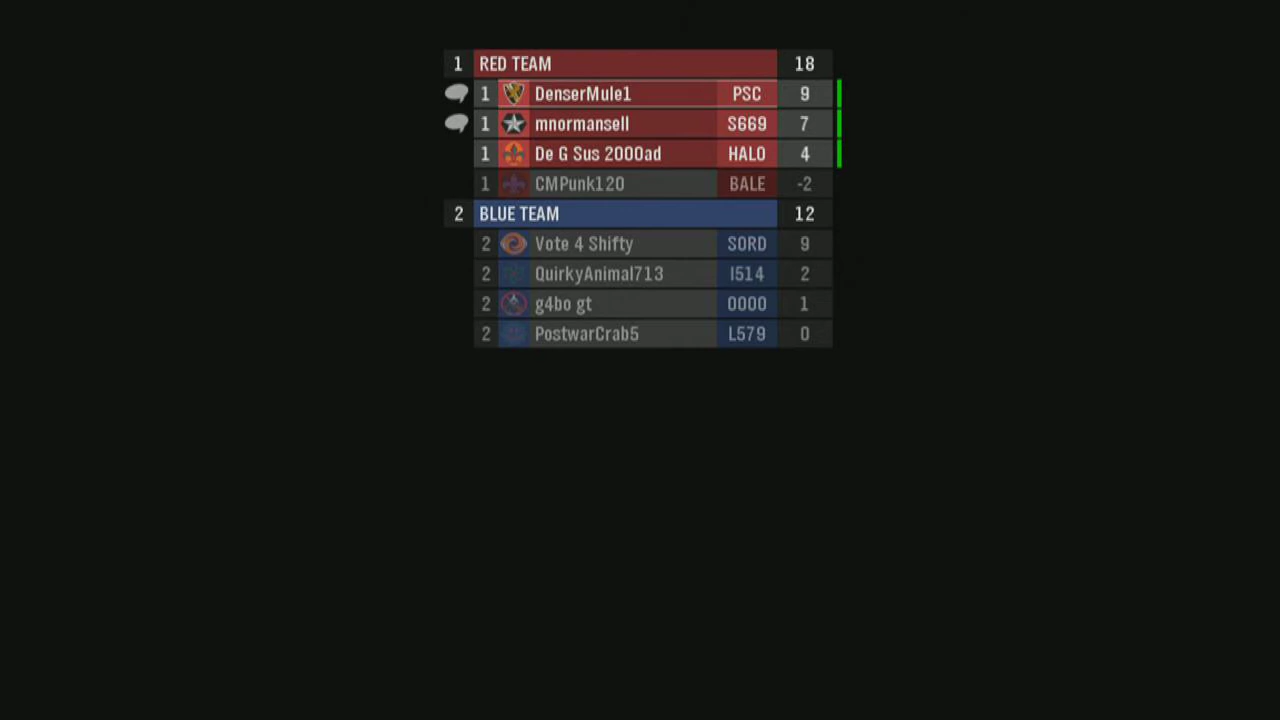 1 RED TEAM 18
1 DenserMule1 PSC 9
1 mnormansell S669 7
1 De G Sus 2000ad HALO 4
1 CMPunk120 BALE -2
2 BLUE TEAM 12
2 Vote 4 Shifty SORD 9
2 QuirkyAnimal713 I514 2
2 g4bo gt 0000 1
2 PostwarCrab5 L579 0